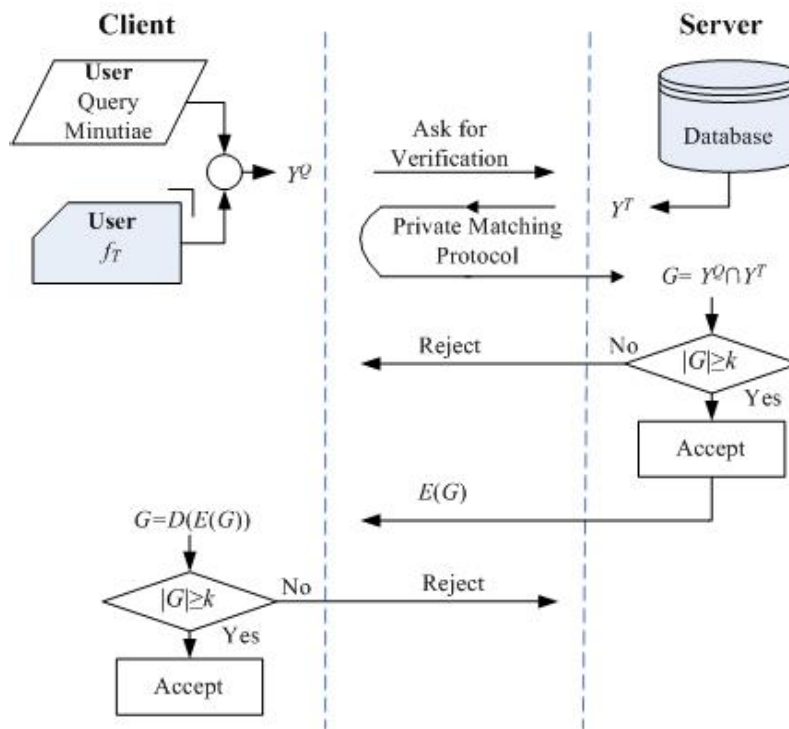 Client
Server
User
Query
Minutiae
Y^Q
Ask for
Verification
Database
User
f_T
Y^T
Private Matching
Protocol
G= Y^Q∩Y^T
Reject
No
|G|≥k
Yes
Accept
E(G)
G=D(E(G))
|G|≥k
No
Reject
Yes
Accept